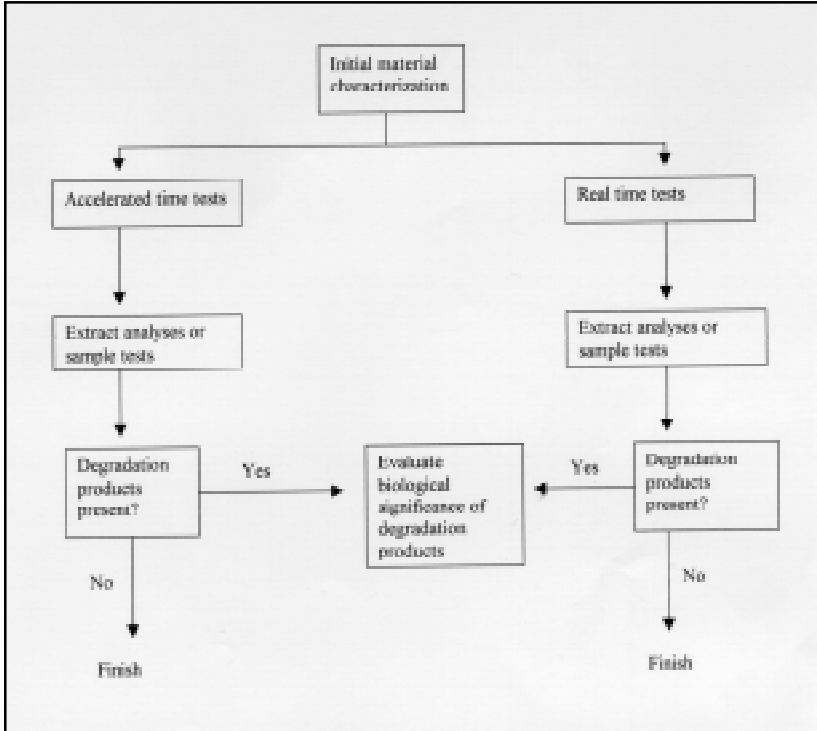 Initial material
characterization
Accelerated time tests
Real time tests
Extract analyses or
sample tests
Extract analyses or
sample tests
Degradation
products
present?
Yes
Evaluate
biological
significance of
degradation
products
Yes
Degradation
products
present?
No
No
Finish
Finish